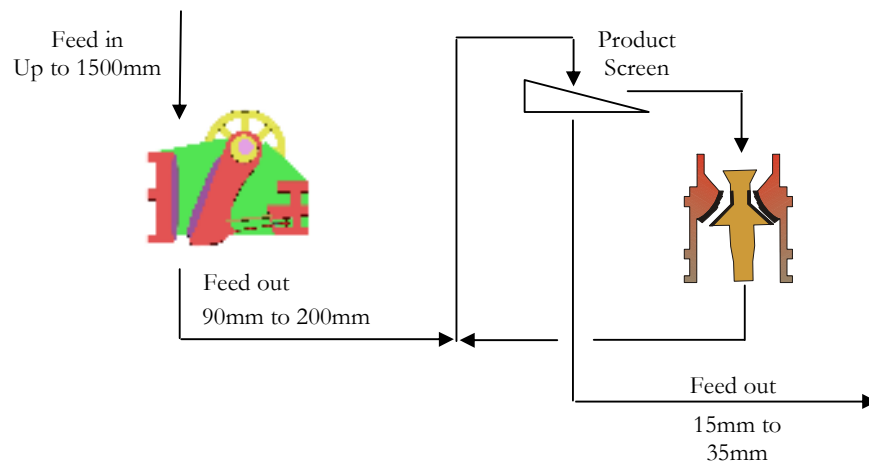 Feed in
Up to 1500mm
Product
Screen
Feed out
90mm to 200mm
Feed out
15mm to
35mm